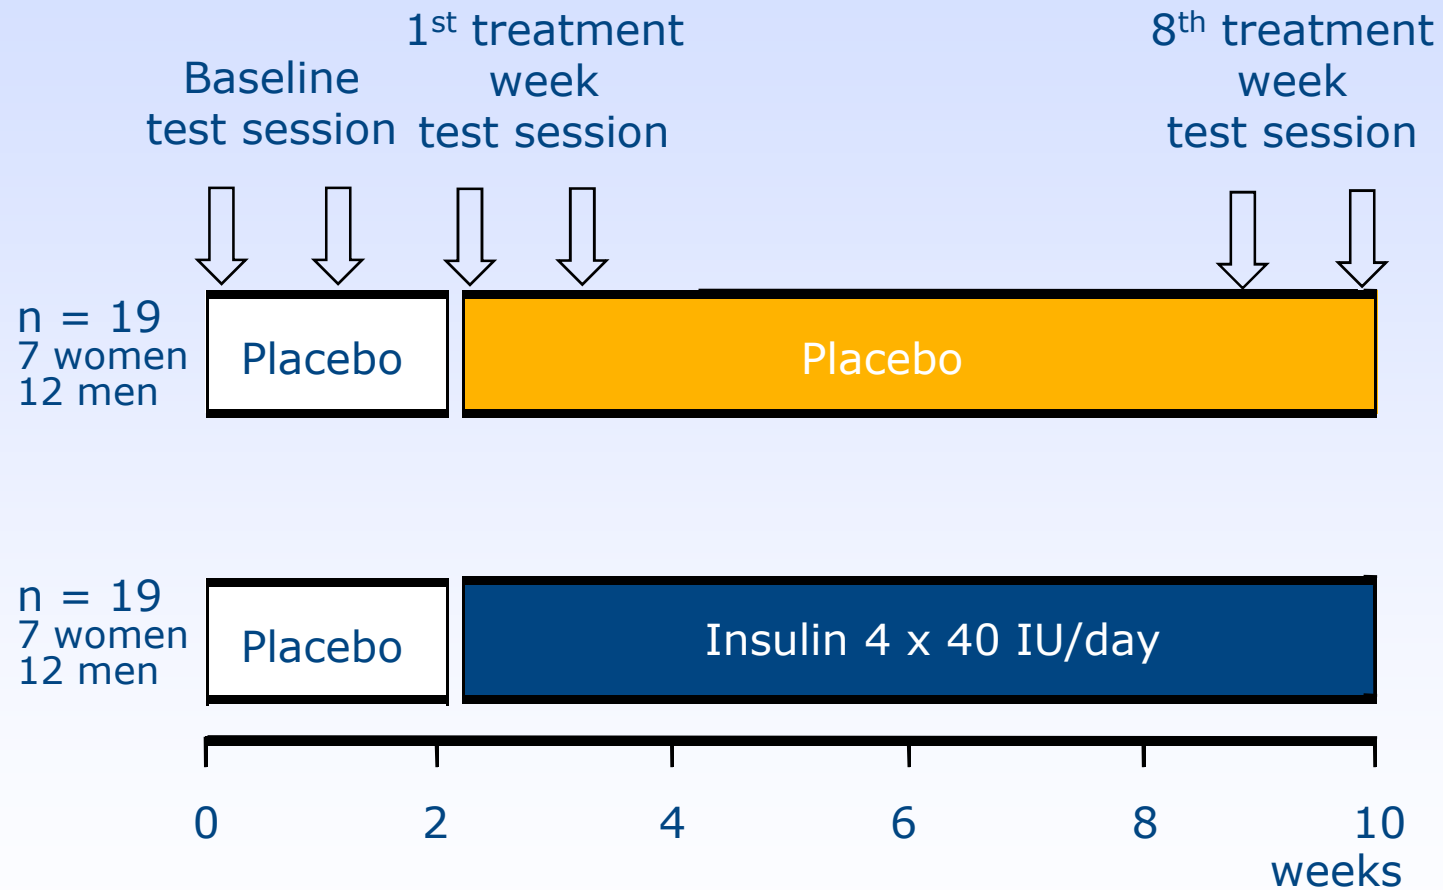 Baseline
test session
1st treatment
week
test session
8th treatment
week
test session
n = 19
7 women
12 men
Placebo
Placebo
n = 19
7 women
12 men
Placebo
Insulin 4 x 40 IU/day
0 2 4 6 8 10
weeks